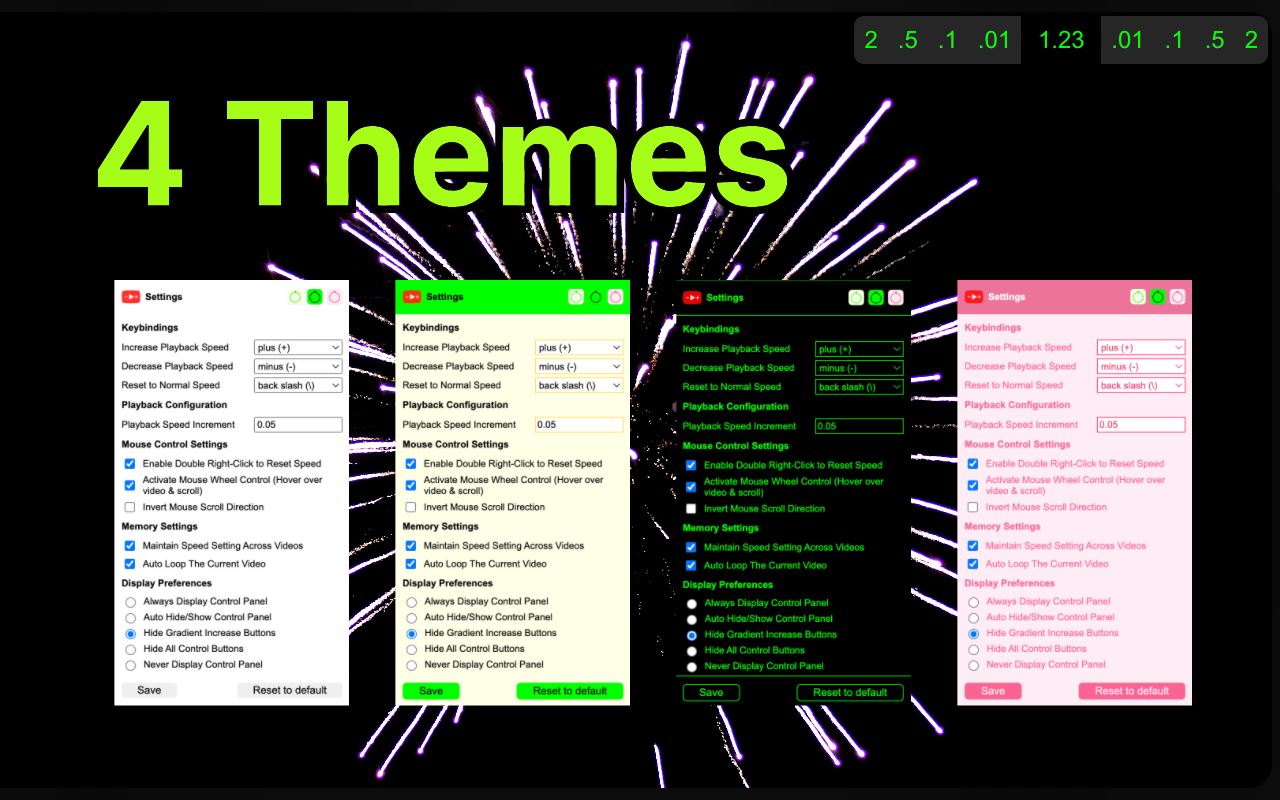 2 .5 .1 .01 1.23 .01 .1 .5 2
4 Themes
Settings
Keybindings
Increase Playback Speed plus (+)
Decrease Playback Speed minus (-)
Reset to Normal Speed back slash (\)
Playback Configuration
Playback Speed Increment 0.05
Mouse Control Settings
Enable Double Right-Click to Reset Speed
Activate Mouse Wheel Control (Hover over
video & scroll)
Invert Mouse Scroll Direction
Memory Settings
Maintain Speed Setting Across Videos
Auto Loop The Current Video
Display Preferences
Always Display Control Panel
Auto Hide/Show Control Panel
Hide Gradient Increase Buttons
Hide All Control Buttons
Never Display Control Panel
Save Reset to default
Settings
Keybindings
Increase Playback Speed plus (+)
Decrease Playback Speed minus (-)
Reset to Normal Speed back slash (\)
Playback Configuration
Playback Speed Increment 0.05
Mouse Control Settings
Enable Double Right-Click to Reset Speed
Activate Mouse Wheel Control (Hover over
video & scroll)
Invert Mouse Scroll Direction
Memory Settings
Maintain Speed Setting Across Videos
Auto Loop The Current Video
Display Preferences
Always Display Control Panel
Auto Hide/Show Control Panel
Hide Gradient Increase Buttons
Hide All Control Buttons
Never Display Control Panel
Save Reset to default
Settings
Keybindings
Increase Playback Speed plus (+)
Decrease Playback Speed minus (-)
Reset to Normal Speed back slash (\)
Playback Configuration
Playback Speed Increment 0.05
Mouse Control Settings
Enable Double Right-Click to Reset Speed
Activate Mouse Wheel Control (Hover over
video & scroll)
Invert Mouse Scroll Direction
Memory Settings
Maintain Speed Setting Across Videos
Auto Loop The Current Video
Display Preferences
Always Display Control Panel
Auto Hide/Show Control Panel
Hide Gradient Increase Buttons
Hide All Control Buttons
Never Display Control Panel
Save Reset to default
Settings
Keybindings
Increase Playback Speed plus (+)
Decrease Playback Speed minus (-)
Reset to Normal Speed back slash (\)
Playback Configuration
Playback Speed Increment 0.05
Mouse Control Settings
Enable Double Right-Click to Reset Speed
Activate Mouse Wheel Control (Hover over
video & scroll)
Invert Mouse Scroll Direction
Memory Settings
Maintain Speed Setting Across Videos
Auto Loop The Current Video
Display Preferences
Always Display Control Panel
Auto Hide/Show Control Panel
Hide Gradient Increase Buttons
Hide All Control Buttons
Never Display Control Panel
Save Reset to default